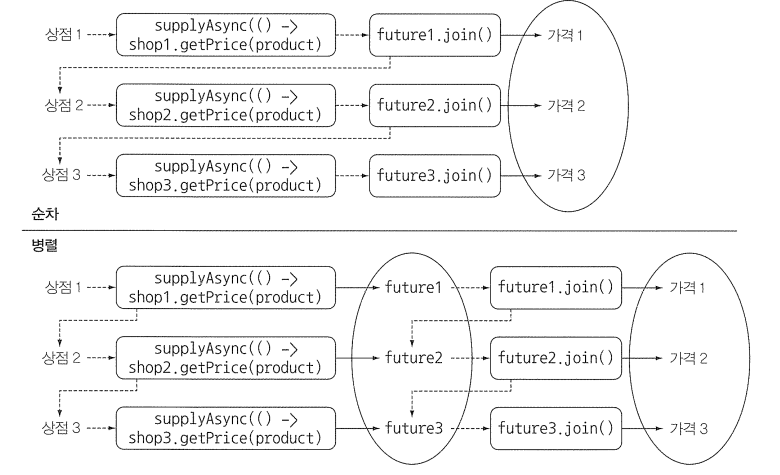 상점 1
supplyAsync(() ->
shop1.getPrice(product)
future1.join()
가격 1
상점 2
supplyAsync(() ->
shop2.getPrice(product)
future2.join()
가격 2
상점 3
supplyAsync(() ->
shop3.getPrice(product)
future3.join()
가격 3
순차
병렬
상점 1
supplyAsync(() ->
shop1.getPrice(product)
future1
future1.join()
가격 1
상점 2
supplyAsync(() ->
shop2.getPrice(product)
future2
future2.join()
가격 2
상점 3
supplyAsync(() ->
shop3.getPrice(product)
future3
future3.join()
가격 3